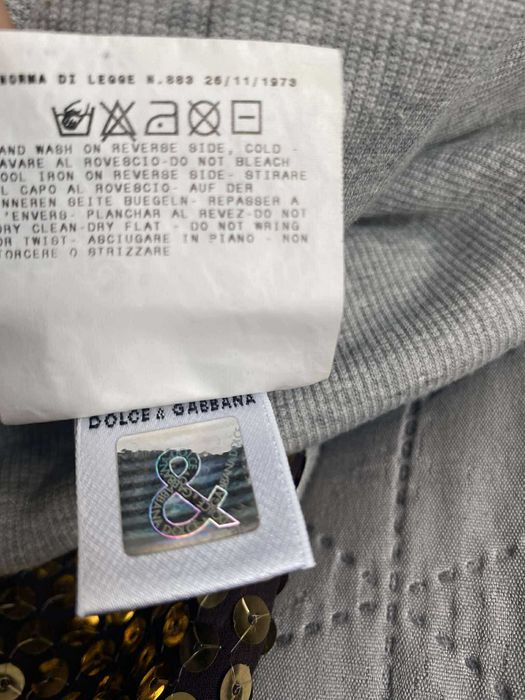 NORMA DI LEGGE N.883 26/11/1973
AND WASH ON REVERSE SIDE, COLD -
AVARE AL ROVESCIO-DO NOT BLEACH
OOL IRON ON REVERSE SIDE- STIRARE
L CAPO AL ROVESCIO- AUF DER
NNEREN SEITE BUEGELN- REPASSER A
'ENVERS- PLANCHAR AL REVEZ-DO NOT
DRY CLEAN-DRY FLAT - DO NOT WRING
OR TWIST- ASCIUGARE IN PIANO - NON
TORCERE O STRIZZARE
DOLCE & GABBANA
&